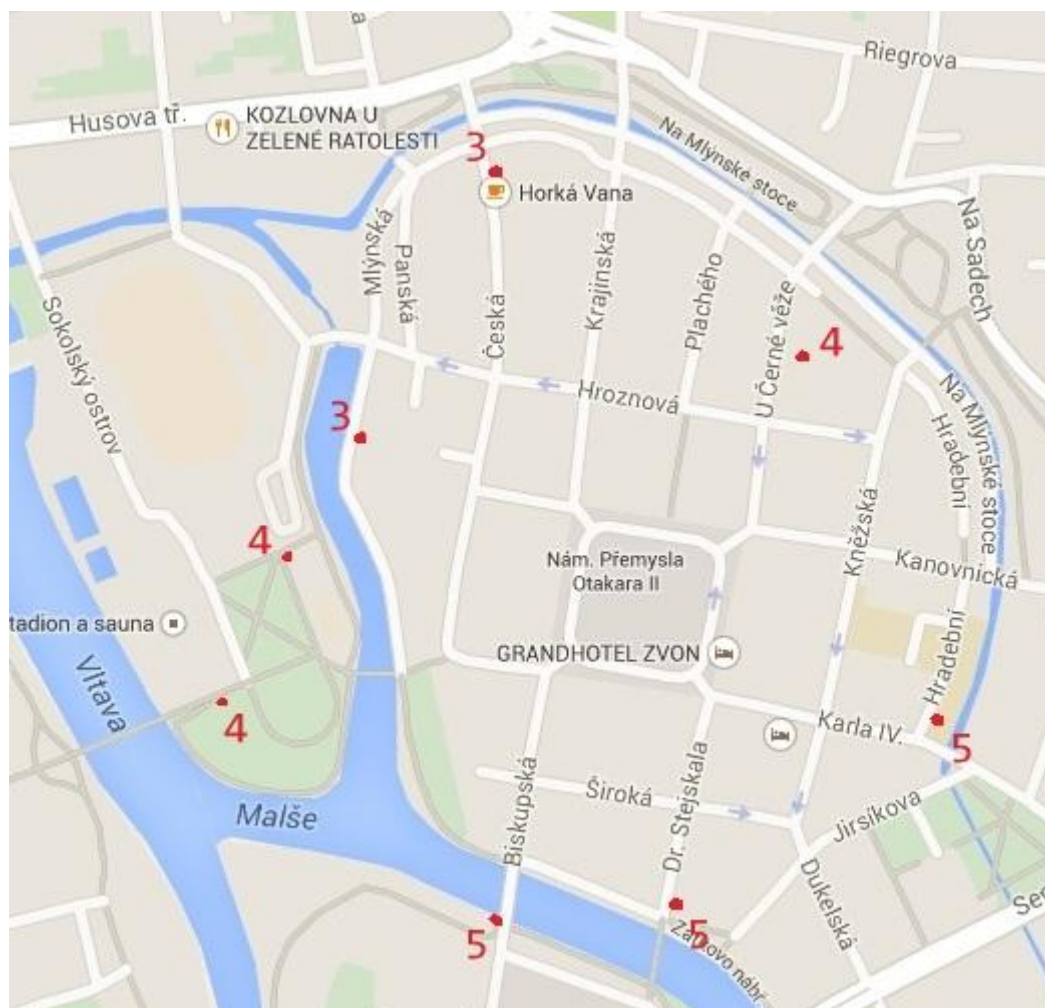 Riegrova
Husova tř.
KOZLOVNA U
ZELENÉ RATOLESTI
Na Mlýnské stoce
3
Horká Vana
Na Sadech
Mlýnská
Panská
Česká
Krajinská
Plachého
U Černé věže
Sokolský ostrov
4
Hroznová
3
Na Mlýnské stoce
Hradební
Kněžská
4
Nám. Přemysla
Otakara II
Kanovnická
tadion a sauna
GRANDHOTEL ZVON
Hradební
Vltava
4
Karla IV.
5
Široká
Malše
Jirsíkova
Biskupská
Dr. Stejskala
Dukelská
5
5